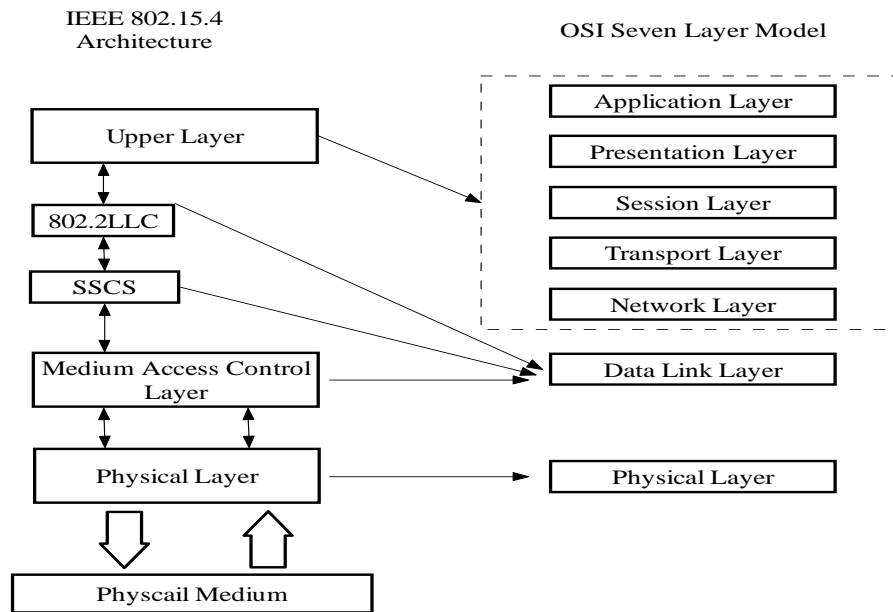 IEEE 802.15.4
Architecture
OSI Seven Layer Model
Upper Layer
802.2LLC
SSCS
Medium Access Control
Layer
Physical Layer
Physcail Medium
Application Layer
Presentation Layer
Session Layer
Transport Layer
Network Layer
Data Link Layer
Physical Layer